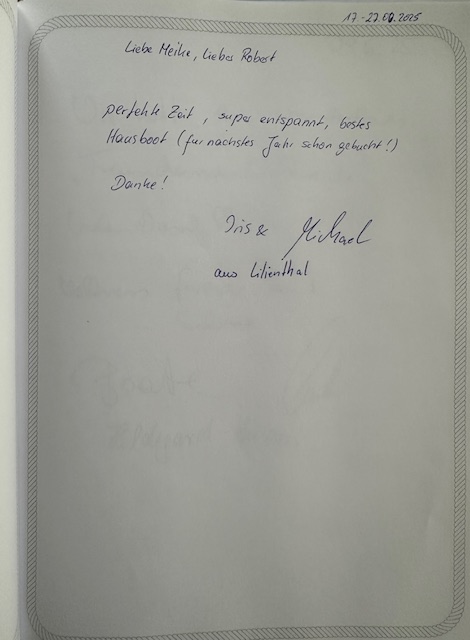 17.-27.09.2025
Liebe Meike, Lieber Robert
perfekte Zeit, super entspannt, bestes
Hausboot (für nächstes Jahr schon gebucht!)
Danke!
Iris & Michael
aus Lilienthal